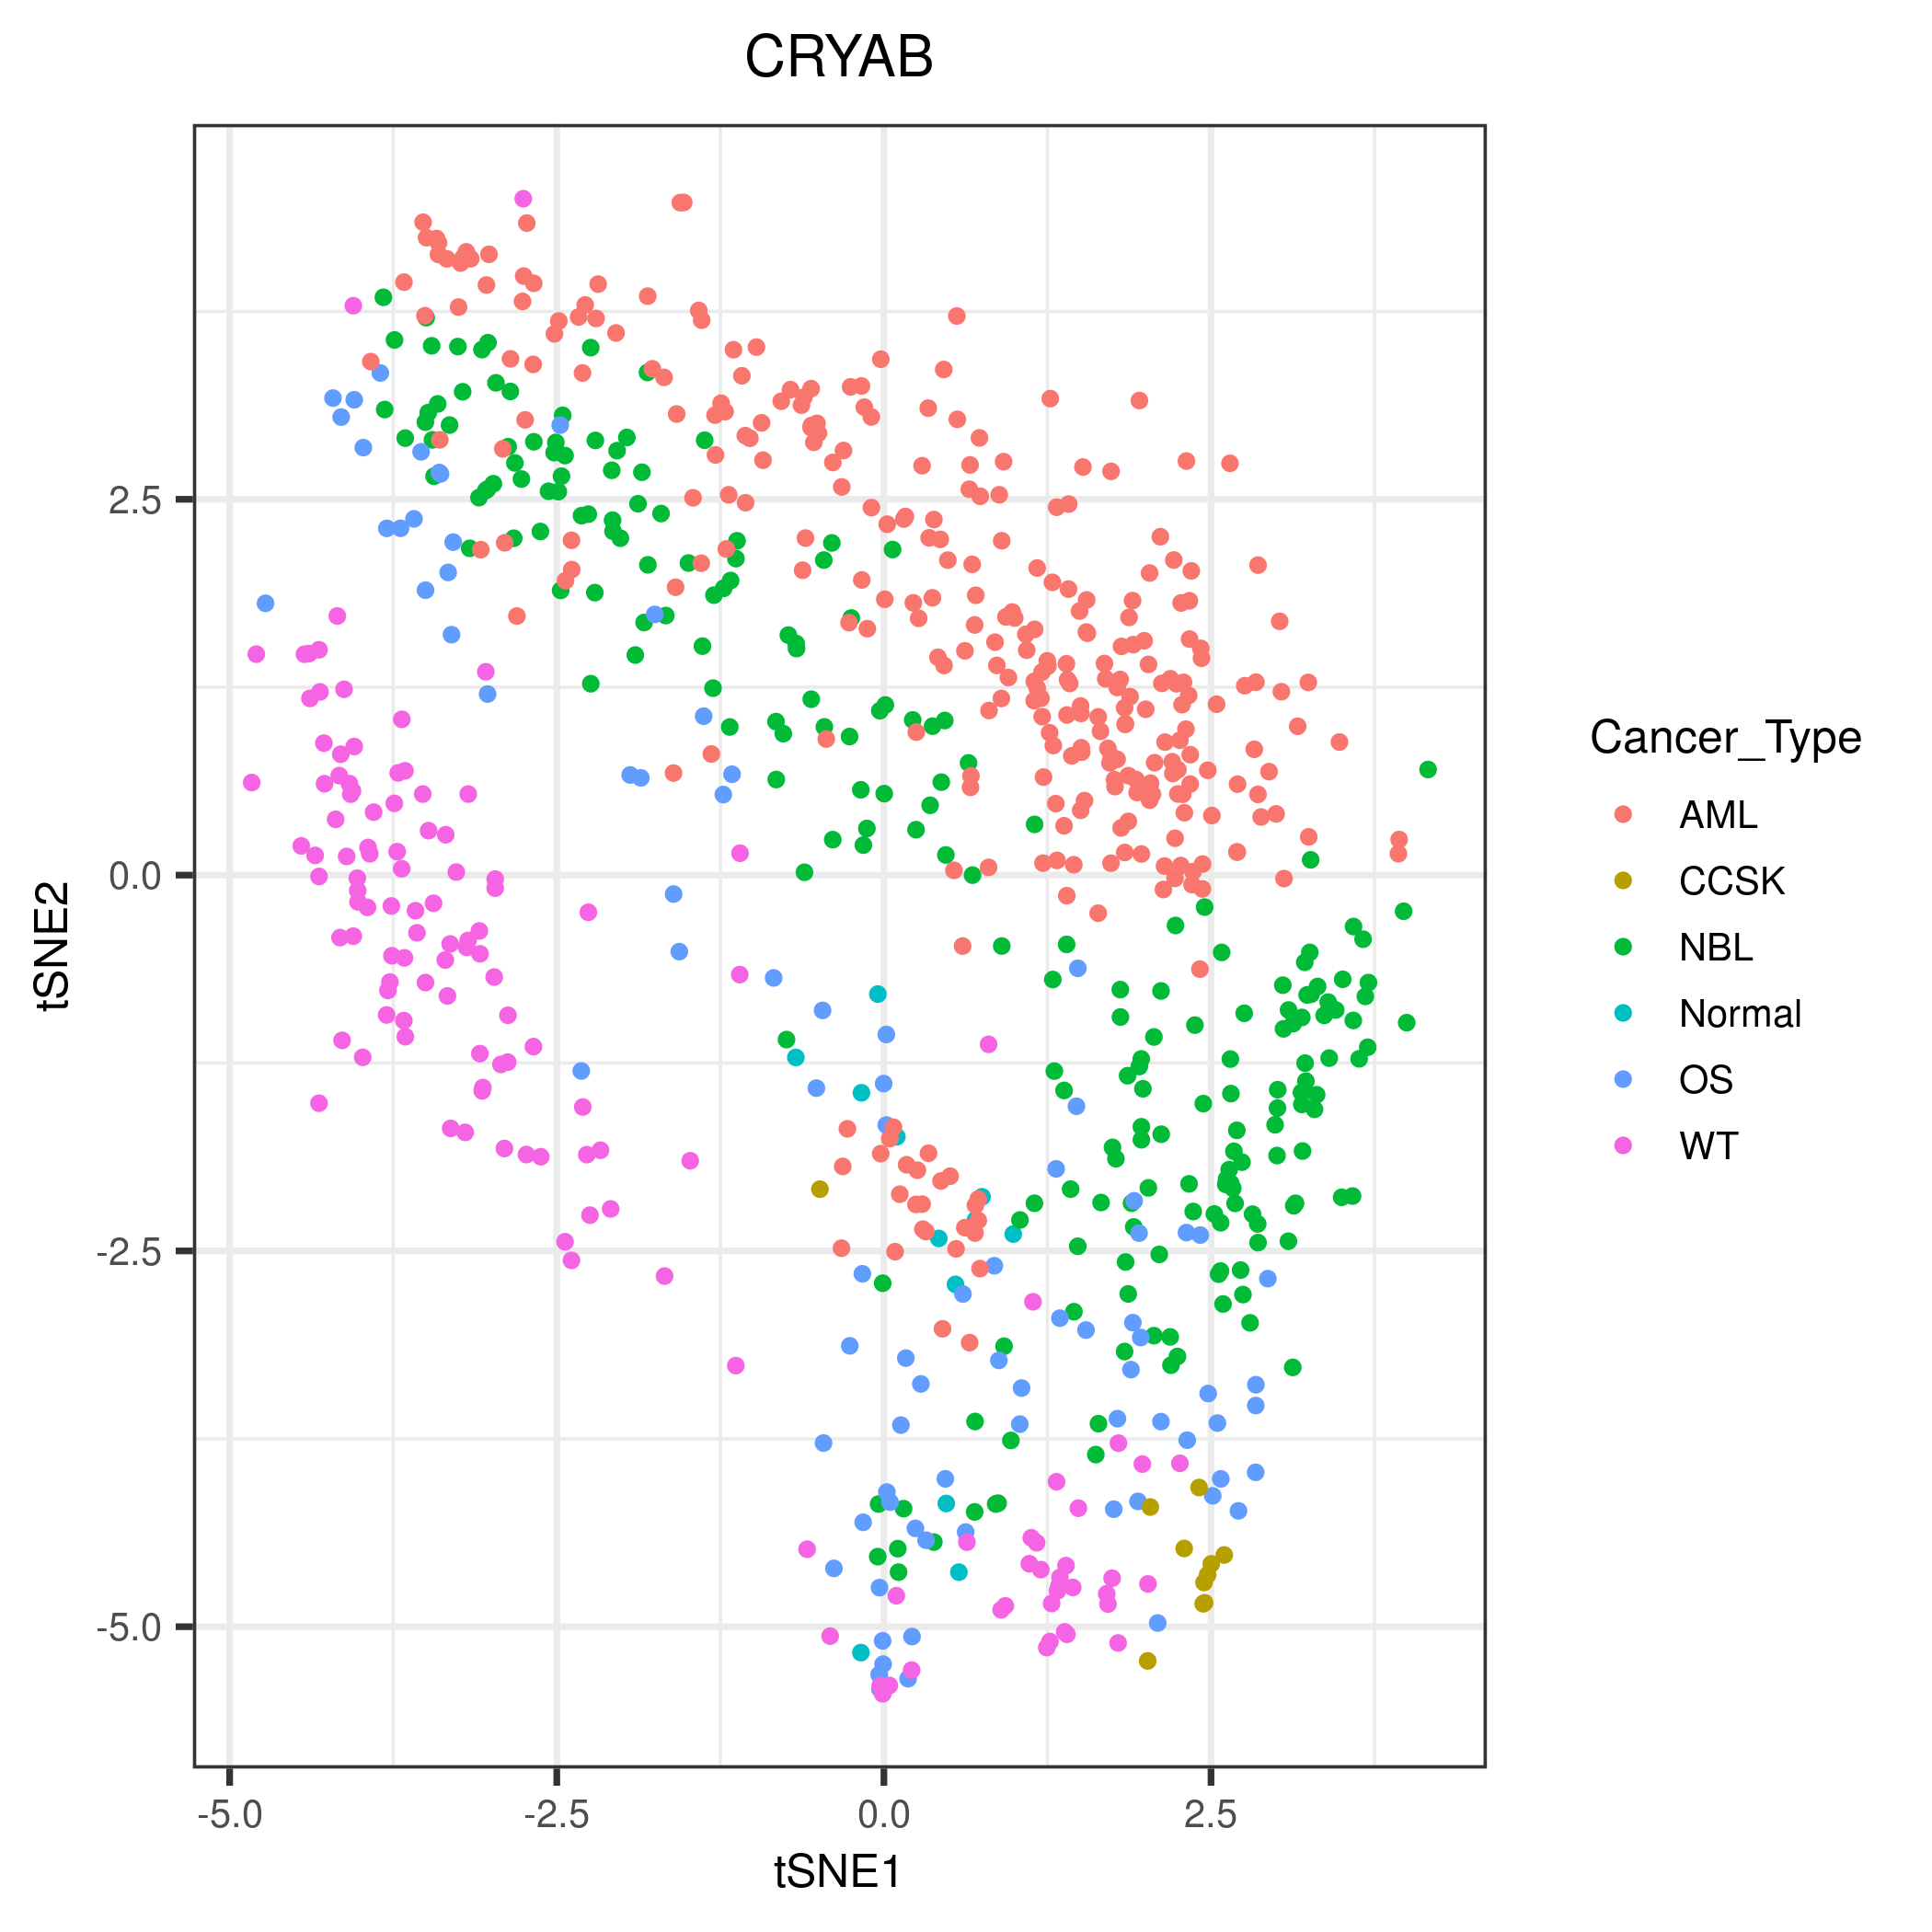 CRYAB
tSNE2
2.5
0.0
-2.5
-5.0
-5.0
-2.5
0.0
2.5
tSNE1
Cancer_Type
AML
CCSK
NBL
Normal
OS
WT